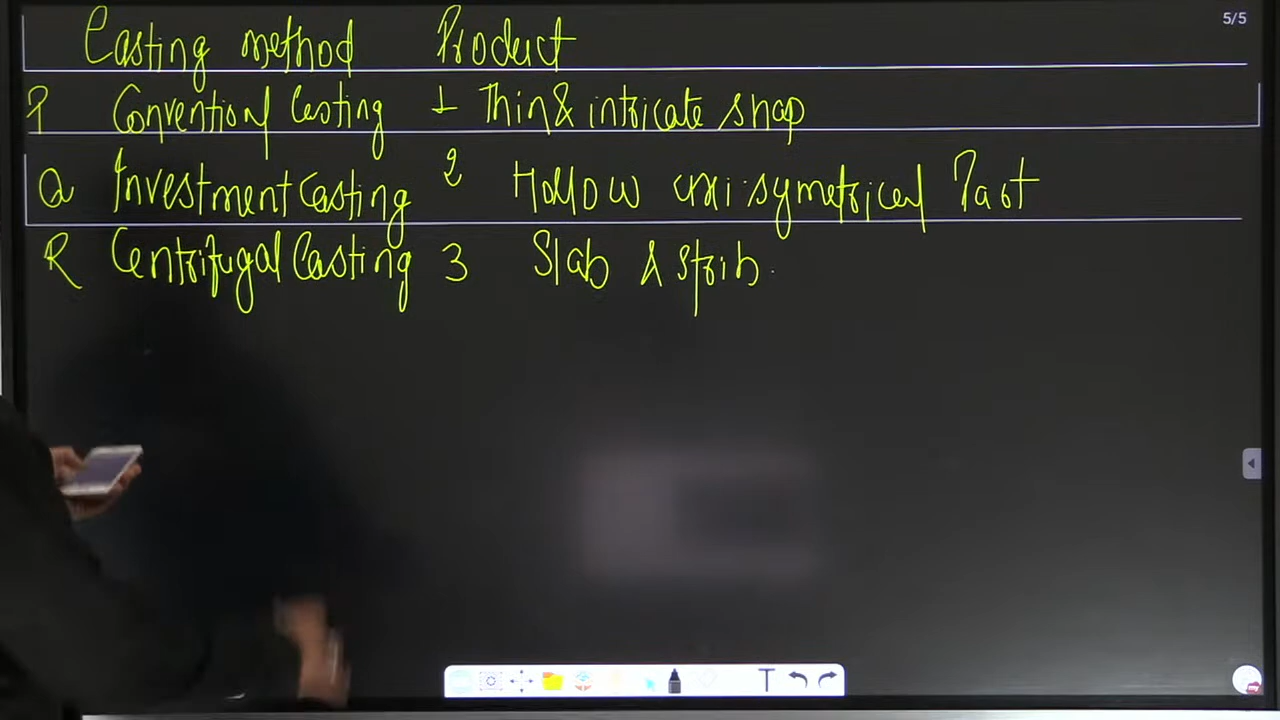 5/5
Casting method Product
P Conventional Casting 1 Thin & intricate shap
Q Investment Casting 2 Hollow axi-symetrical Part
R Centrifugal Casting 3 Slab & strib.
T